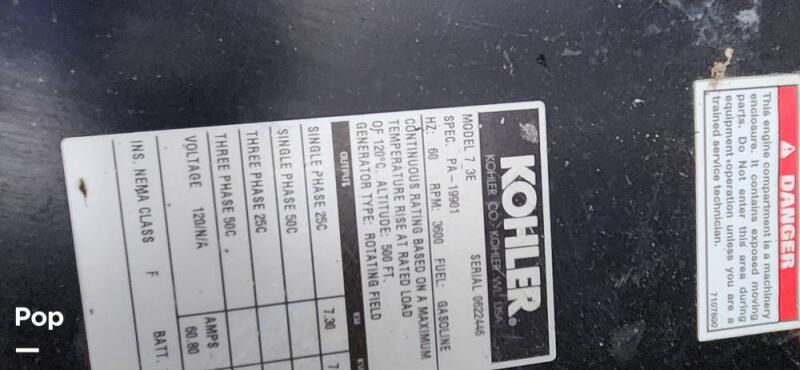 KOHLER®
KOHLER CO. KOHLER, WI. USA
MODEL 7.3E SERIAL 0622446
SPEC. PA-19901
HZ: 60 RPM: 3600 FUEL: GASOLINE
CONTINUOUS RATING BASED ON A MAXIMUM
TEMPERATURE RISE AT RATED LOAD
OF 120°C, ALTITUDE: 500 FT.
GENERATOR TYPE: ROTATING FIELD
OUTPUT
SINGLE PHASE 25C 7.30
SINGLE PHASE 50C
THREE PHASE 25C
THREE PHASE 50C
VOLTAGE 120/N/A AMPS 60.80
INS. NEMA CLASS F BATT.
DANGER
This engine compartment is a machinery
enclosure. It contains exposed moving
parts. Do Not enter this area during
equipment operation unless you are a
trained service technician.
7107600
Pop